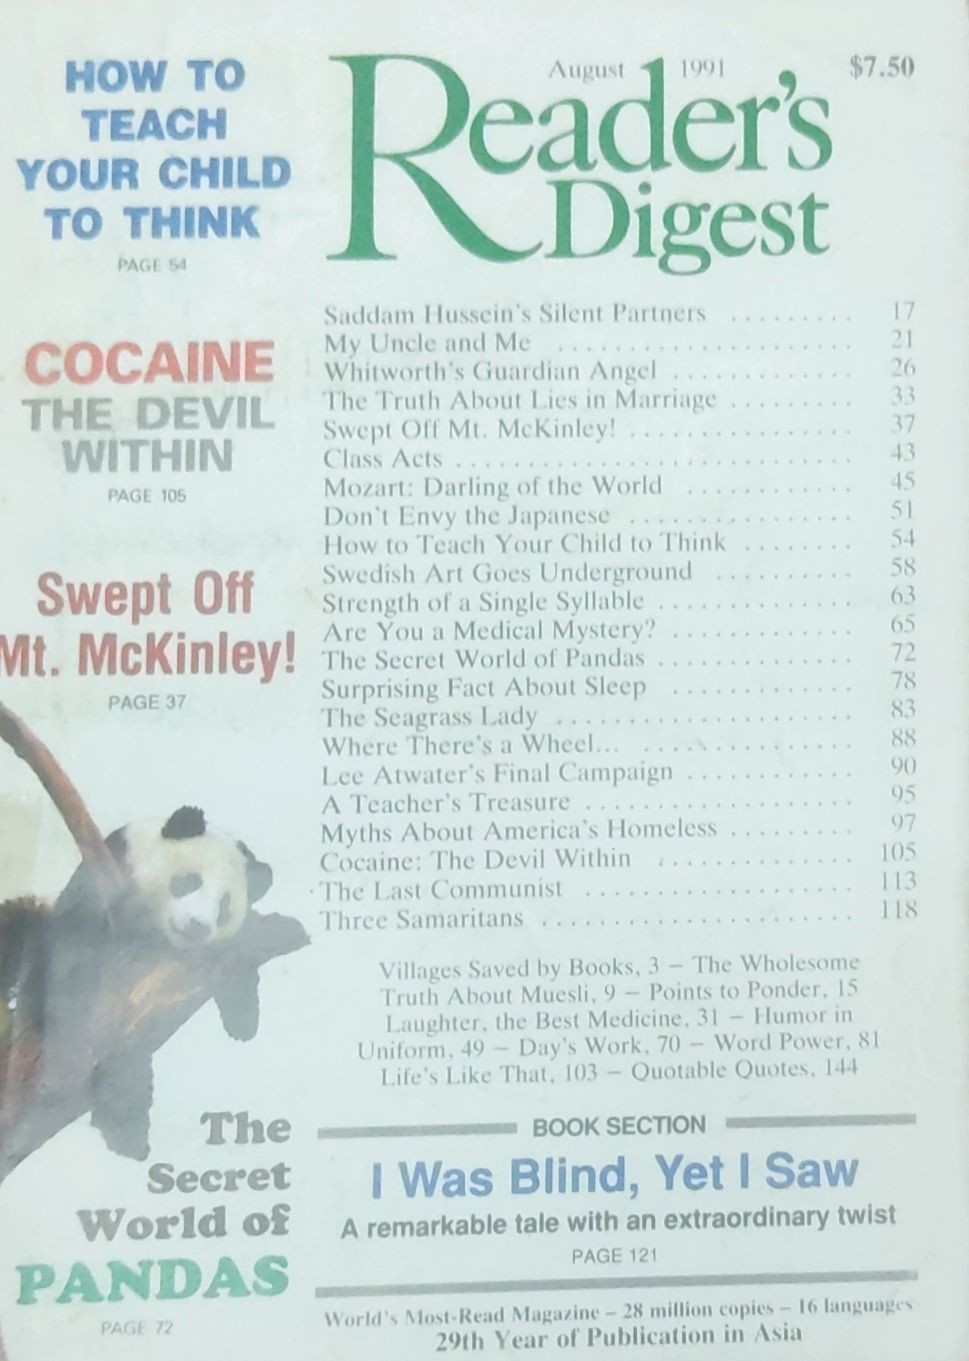 HOW TO
TEACH
YOUR CHILD
TO THINK
PAGE 54
COCAINE
THE DEVIL
WITHIN
PAGE 105
Swept Off
Mt. McKinley!
PAGE 37
The
Secret
World of
PANDAS
PAGE 72
August 1991 $7.50
Reader's
Digest
Saddam Hussein's Silent Partners ......... 17
My Uncle and Me ..................... 21
Whitworth's Guardian Angel ............. 26
The Truth About Lies in Marriage ......... 33
Swept Off Mt. McKinley! ................ 37
Class Acts ............................ 43
Mozart: Darling of the World ............ 45
Don't Envy the Japanese ................ 51
How to Teach Your Child to Think ........ 54
Swedish Art Goes Underground .......... 58
Strength of a Single Syllable .............. 63
Are You a Medical Mystery? ............. 65
The Secret World of Pandas .............. 72
Surprising Fact About Sleep ............. 78
The Seagrass Lady ..................... 83
Where There's a Wheel... ............... 88
Lee Atwater's Final Campaign ............ 90
A Teacher's Treasure ................... 95
Myths About America's Homeless ......... 97
Cocaine: The Devil Within .............. 105
The Last Communist ................... 113
Three Samaritans ...................... 118
Villages Saved by Books, 3 – The Wholesome
Truth About Muesli, 9 – Points to Ponder, 15
Laughter, the Best Medicine, 31 – Humor in
Uniform, 49 – Day's Work, 70 – Word Power, 81
Life's Like That, 103 – Quotable Quotes, 144
BOOK SECTION
I Was Blind, Yet I Saw
A remarkable tale with an extraordinary twist
PAGE 121
World's Most-Read Magazine – 28 million copies – 16 languages
29th Year of Publication in Asia